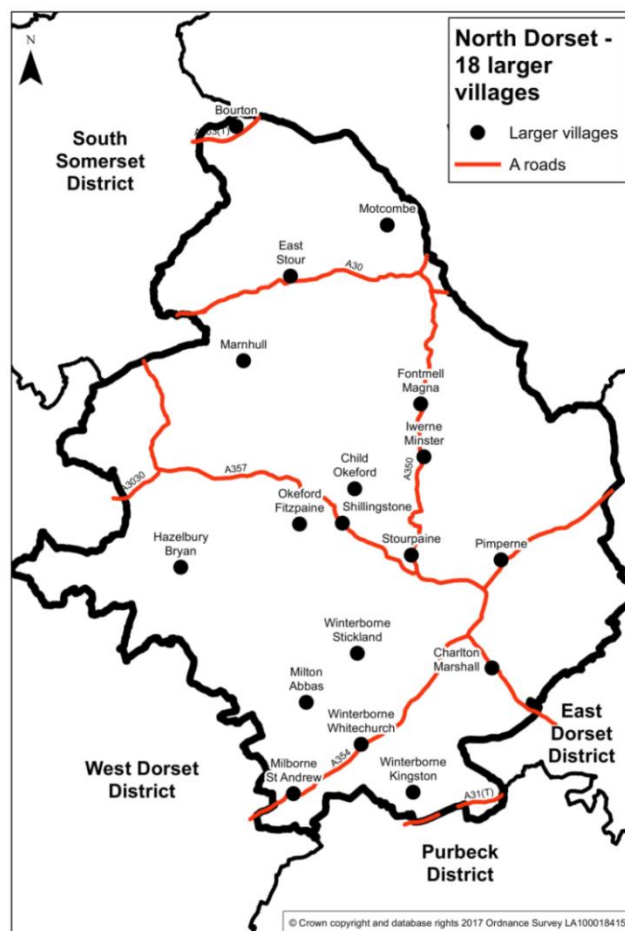 N
North Dorset -
18 larger
villages
Larger villages
A roads
Bourton
A303(T)
South
Somerset
District
Motcombe
East
Stour
A30
Marnhull
Fontmell
Magna
Iwerne
Minster
A350
Child
Okeford
A357
A3030
Okeford
Fitzpaine
Shillingstone
Hazelbury
Bryan
Stourpaine
Pimperne
Winterborne
Stickland
Charlton
Marshall
Milton
Abbas
Winterborne
Whitechurch
East
Dorset
District
A354
West Dorset
District
Milborne
St Andrew
Winterborne
Kingston
A31(T)
Purbeck
District
© Crown copyright and database rights 2017 Ordnance Survey LA100018415